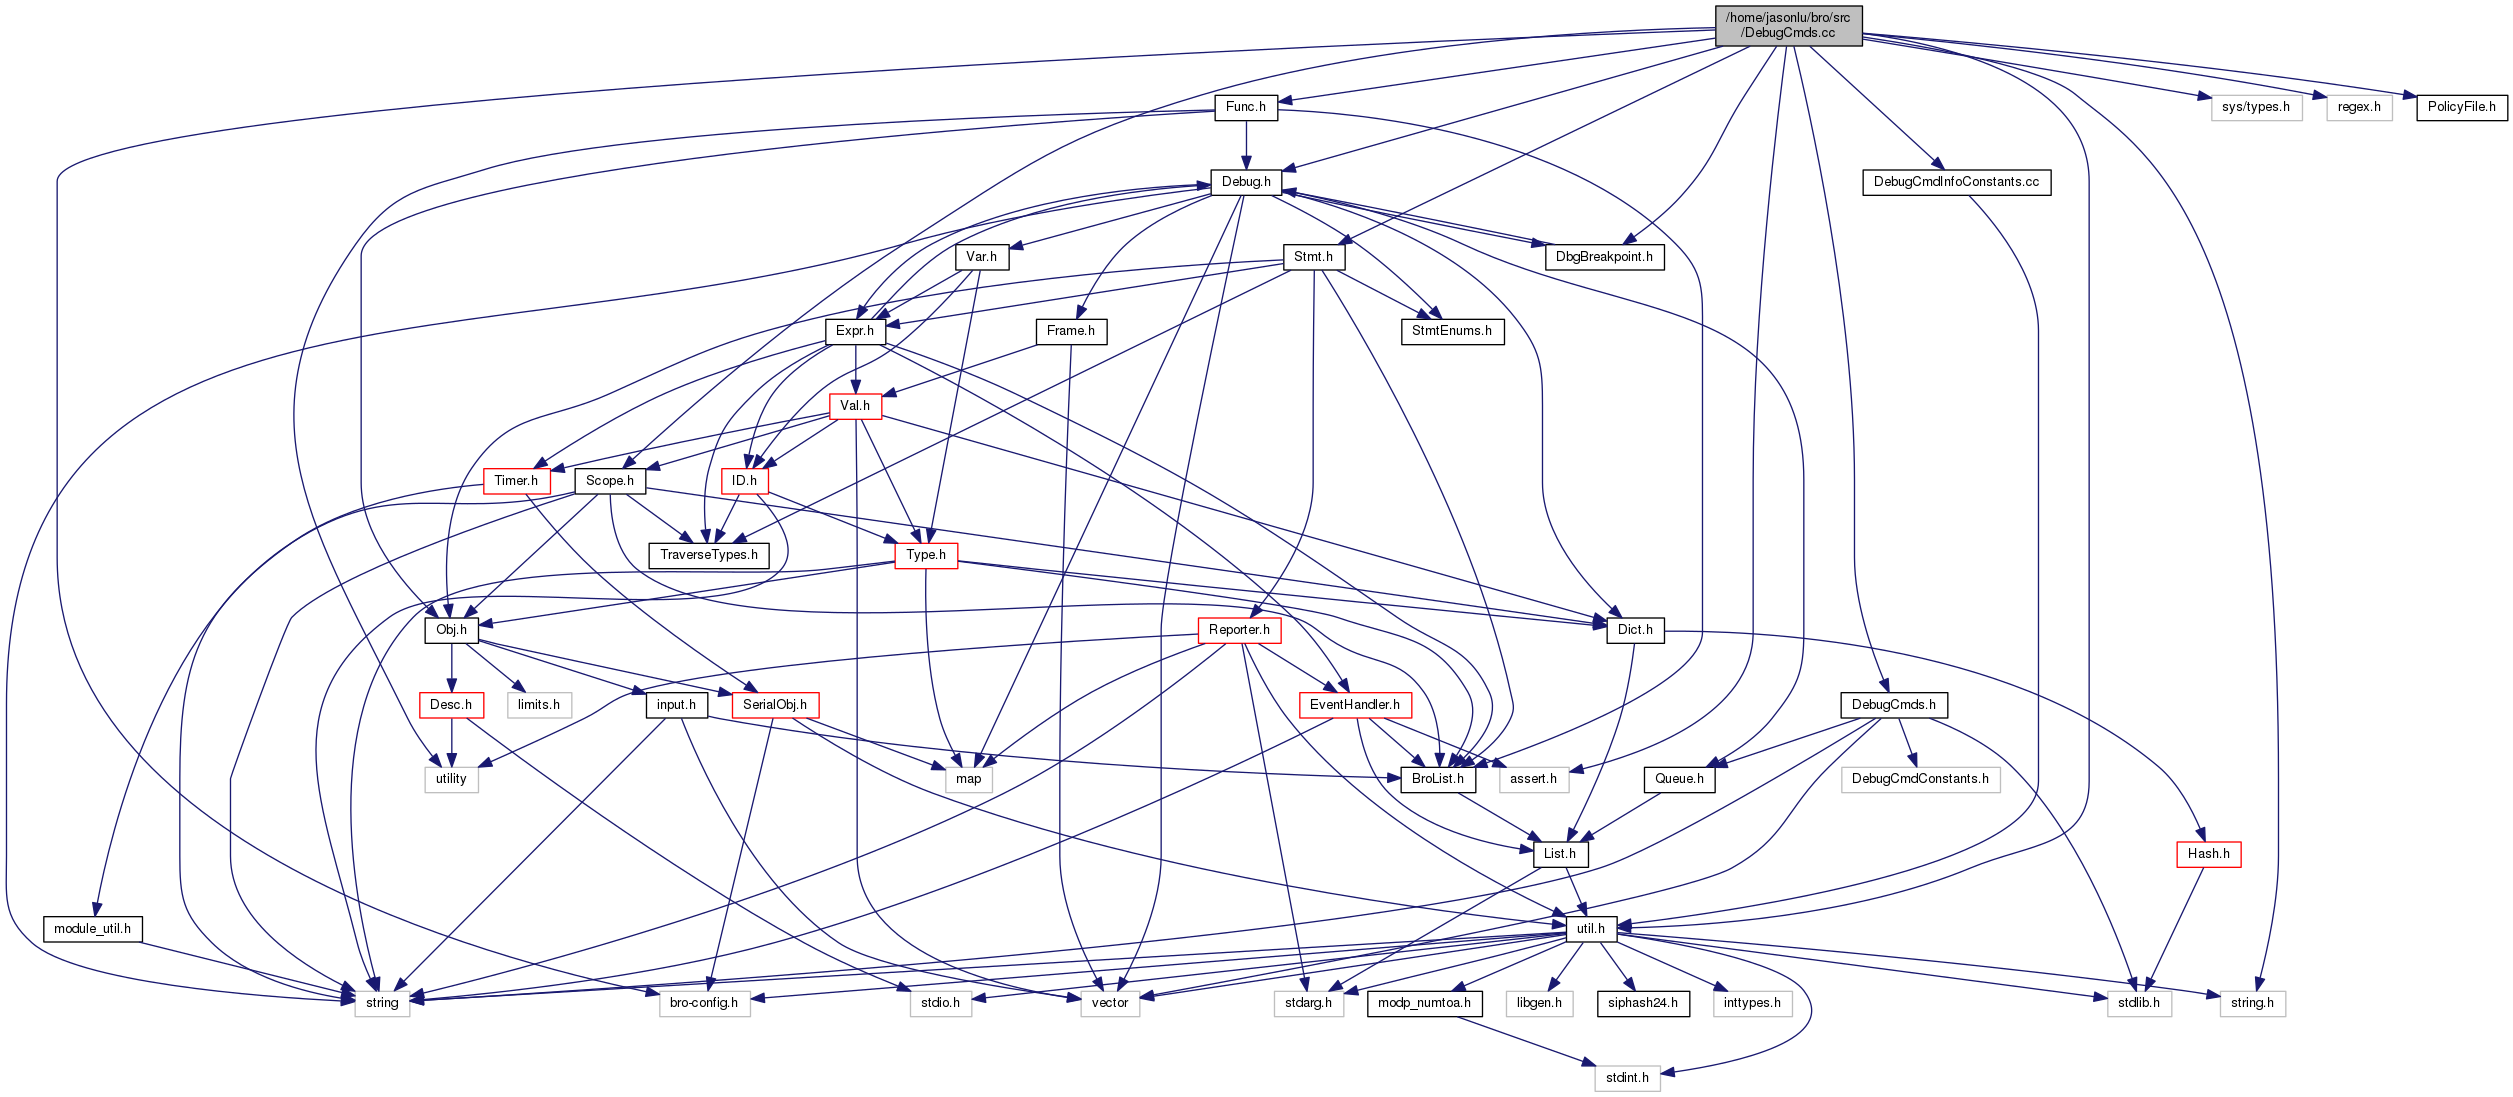 /home/jasonlu/bro/src
/DebugCmds.cc
Func.h
sys/types.h
regex.h
PolicyFile.h
Debug.h
DebugCmdInfoConstants.cc
Var.h
Stmt.h
DbgBreakpoint.h
Expr.h
Frame.h
StmtEnums.h
Val.h
Timer.h
Scope.h
ID.h
TraverseTypes.h
Type.h
Obj.h
Reporter.h
Dict.h
Desc.h
limits.h
input.h
SerialObj.h
EventHandler.h
DebugCmds.h
utility
map
BroList.h
assert.h
Queue.h
DebugCmdConstants.h
List.h
Hash.h
module_util.h
util.h
string
bro-config.h
stdio.h
vector
stdarg.h
modp_numtoa.h
libgen.h
siphash24.h
inttypes.h
stdlib.h
string.h
stdint.h